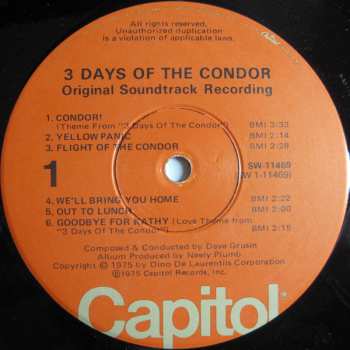 All rights reserved.
Unauthorized duplication
is a violation of applicable laws.
Capitol
3 DAYS OF THE CONDOR
Original Soundtrack Recording
1. CONDOR!
(Theme From "3 Days Of The Condor") BMI 3:33
2. YELLOW PANIC BMI 2:14
3. FLIGHT OF THE CONDOR BMI 2:28
1 SW-11469
(SW 1-11469)
4. WE'LL BRING YOU HOME BMI 2:22
5. OUT TO LUNCH BMI 2:00
6. GOODBYE FOR KATHY (Love Theme from
"3 Days Of The Condor") BMI 2:15
Composed & Conducted by Dave Grusin
Album Produced by Neely Plumb
Copyright © 1975 by Dino De Laurentiis Corporation
℗1975 Capitol Records, Inc.
Capitol